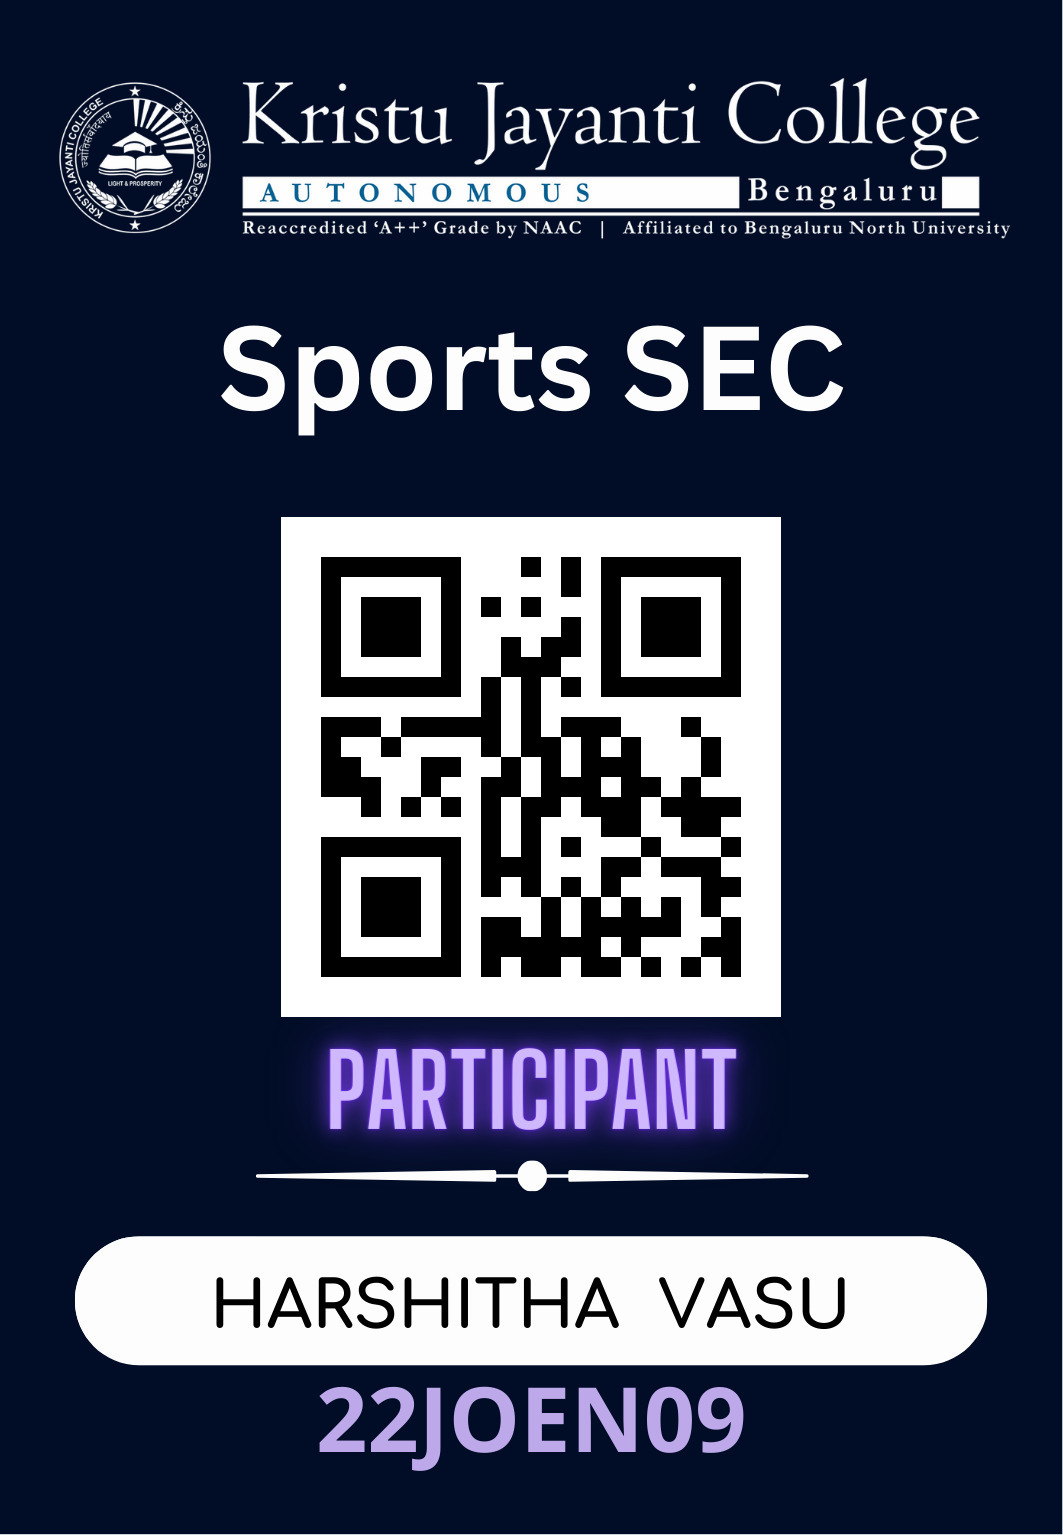 KRISTU JAYANTI COLLEGE
ಕ್ರಿಸ್ತು ಜಯಂತಿ ಕಾಲೇಜು
LIGHT & PROSPERITY
Kristu Jayanti College
AUTONOMOUS Bengaluru
Reaccredited ‘A++’ Grade by NAAC | Affiliated to Bengaluru North University
Sports SEC
PARTICIPANT
HARSHITHA VASU
22JOEN09